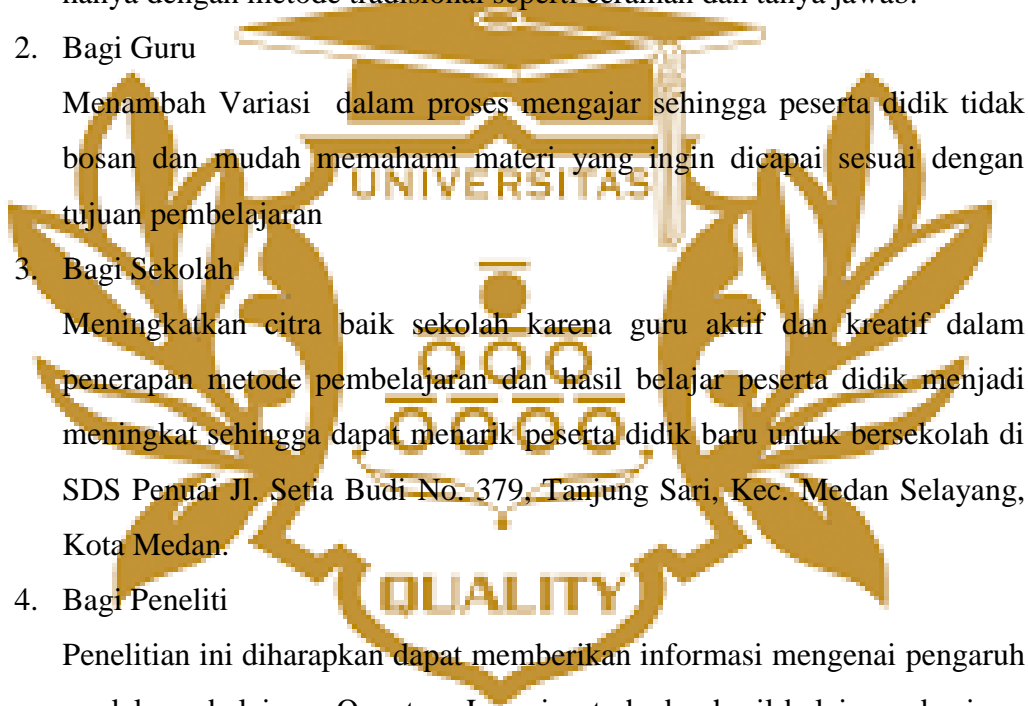 hanya dengan metode tradisional seperti ceramah dan tanya jawab.
2. Bagi Guru
Menambah Variasi dalam proses mengajar sehingga peserta didik tidak
bosan dan mudah memahami materi yang ingin dicapai sesuai dengan
UNIVERSITAS
tujuan pembelajaran
3. Bagi Sekolah
Meningkatkan citra baik sekolah karena guru aktif dan kreatif dalam
penerapan metode pembelajaran dan hasil belajar peserta didik menjadi
meningkat sehingga dapat menarik peserta didik baru untuk bersekolah di
SDS Penuai Jl. Setia Budi No. 379, Tanjung Sari, Kec. Medan Selayang,
Kota Medan.
QUALITY
4. Bagi Peneliti
Penelitian ini diharapkan dapat memberikan informasi mengenai pengaruh